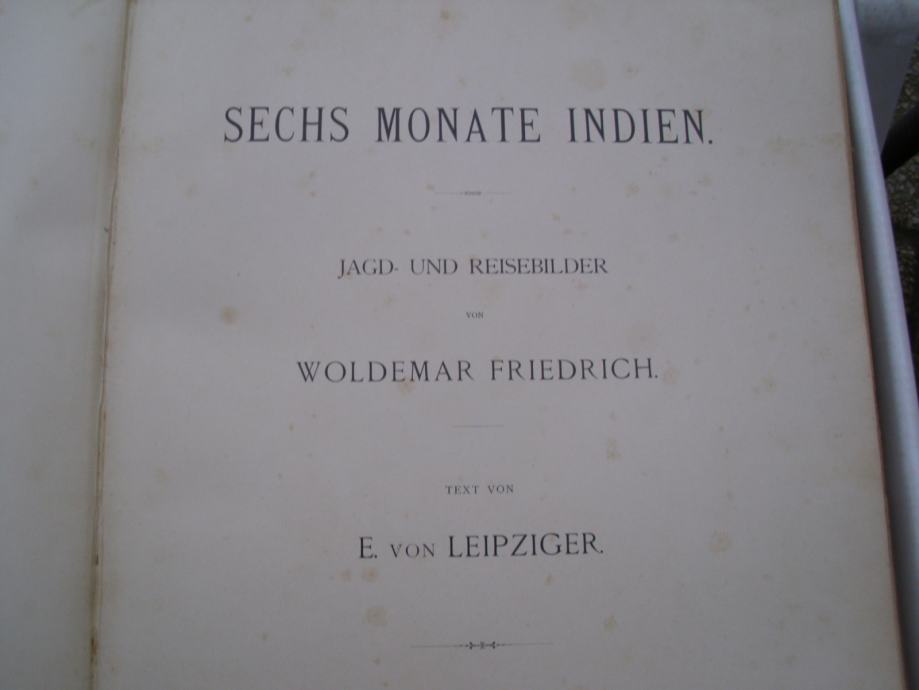 SECHS MONATE INDIEN.
JAGD- UND REISEBILDER
VON
WOLDEMAR FRIEDRICH.
TEXT VON
E. VON LEIPZIGER.